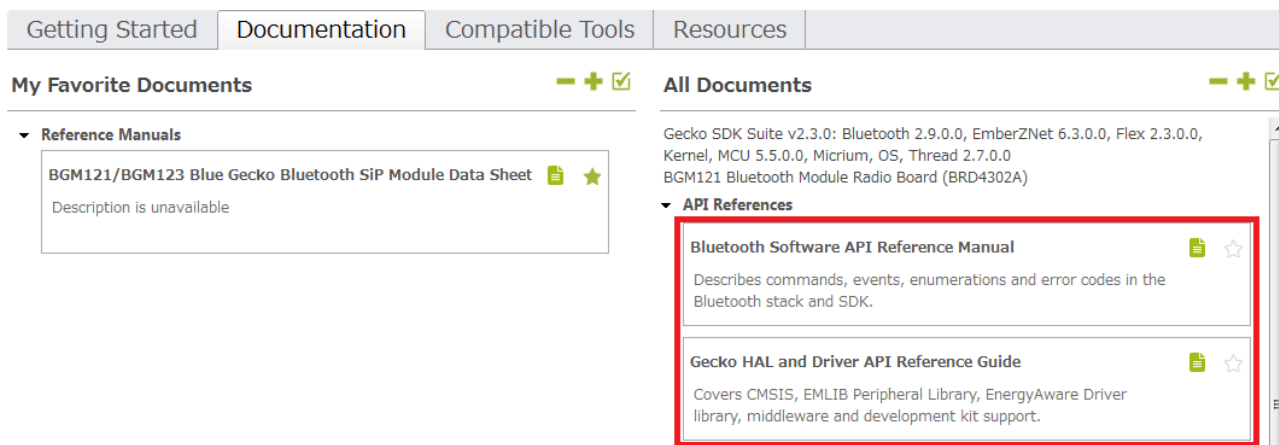 Getting Started
Documentation
Compatible Tools
Resources
My Favorite Documents
Reference Manuals
BGM121/BGM123 Blue Gecko Bluetooth SiP Module Data Sheet
Description is unavailable
All Documents
Gecko SDK Suite v2.3.0: Bluetooth 2.9.0.0, EmberZNet 6.3.0.0, Flex 2.3.0.0,
Kernel, MCU 5.5.0.0, Micrium, OS, Thread 2.7.0.0
BGM121 Bluetooth Module Radio Board (BRD4302A)
API References
Bluetooth Software API Reference Manual
Describes commands, events, enumerations and error codes in the
Bluetooth stack and SDK.
Gecko HAL and Driver API Reference Guide
Covers CMSIS, EMLIB Peripheral Library, EnergyAware Driver
library, middleware and development kit support.